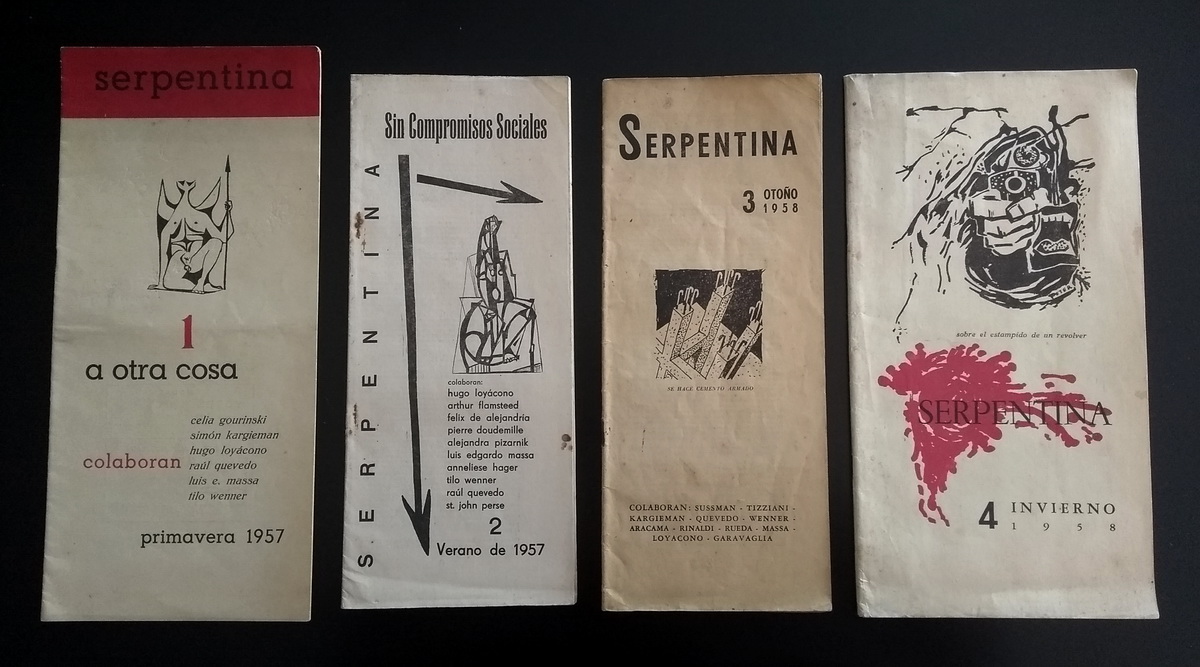 serpentina
1
a otra cosa
colaboran
celia gourinski
simón kargieman
hugo loyácono
raúl quevedo
luis e. massa
tilo wenner
primavera 1957
Sin Compromisos Sociales
SERPENTINA
colaboran:
hugo loyácono
arthur flamsteed
felix de alejandría
pierre doudemille
alejandra pizarnik
luis edgardo massa
anneliese hager
tilo wenner
raúl quevedo
st. john perse
2
Verano de 1957
SERPENTINA
3 OTOÑO
1958
SE HACE CEMENTO ARMADO
COLABORAN: SUSSMAN - TIZZIANI -
KARGIEMAN - QUEVEDO - WENNER -
ARACAMA - RINALDI - RUEDA - MASSA -
LOYACONO - GARAVAGLIA
sobre el estampido de un revolver
SERPENTINA
4 INVIERNO
1958